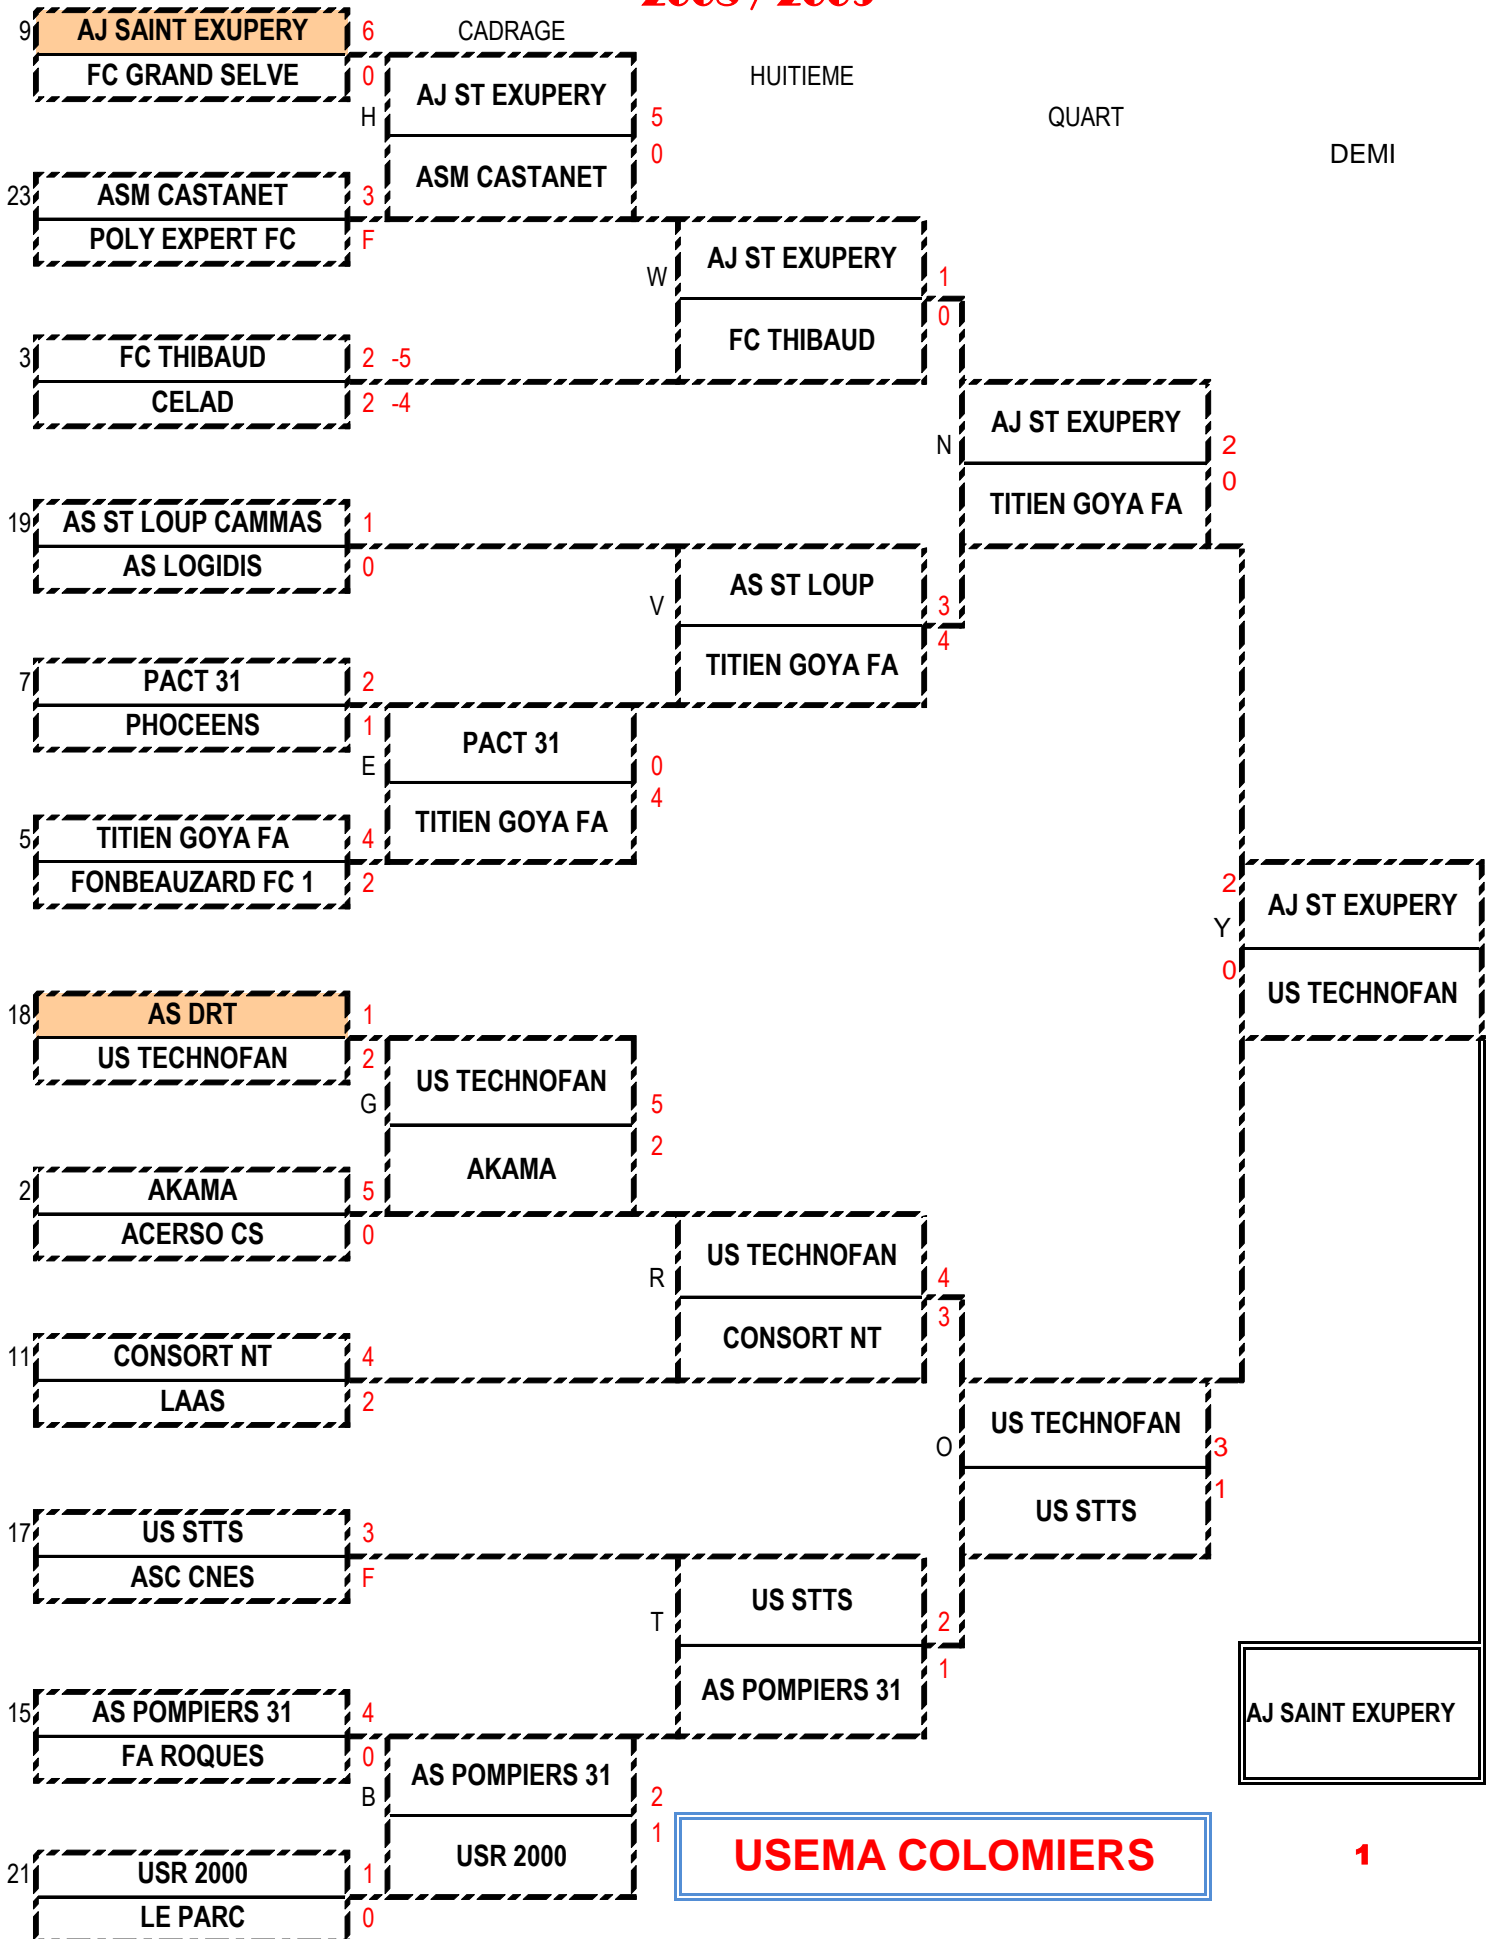 2008 / 2009
9 AJ SAINT EXUPERY 6 CADRAGE
FC GRAND SELVE 0 HUITIEME
H AJ ST EXUPERY 5 QUART
ASM CASTANET 0 DEMI
23 ASM CASTANET 3
POLY EXPERT FC F
W AJ ST EXUPERY 1
FC THIBAUD 0
3 FC THIBAUD 2 -5
CELAD 2 -4
N AJ ST EXUPERY 2
TITIEN GOYA FA 0
19 AS ST LOUP CAMMAS 1
AS LOGIDIS 0
V AS ST LOUP 3
TITIEN GOYA FA 4
7 PACT 31 2
PHOCEENS 1
E PACT 31 0
TITIEN GOYA FA 4
5 TITIEN GOYA FA 4
FONBEAUZARD FC 1 2
2 AJ ST EXUPERY
Y
0 US TECHNOFAN
18 AS DRT 1
US TECHNOFAN 2
G US TECHNOFAN 5
AKAMA 2
2 AKAMA 5
ACERSO CS 0
R US TECHNOFAN 4
CONSORT NT 3
11 CONSORT NT 4
LAAS 2
O US TECHNOFAN 3
US STTS 1
17 US STTS 3
ASC CNES F
T US STTS 2
AS POMPIERS 31 1
15 AS POMPIERS 31 4
FA ROQUES 0
AJ SAINT EXUPERY
B AS POMPIERS 31 2
USR 2000 1
USEMA COLOMIERS 1
21 USR 2000 1
LE PARC 0